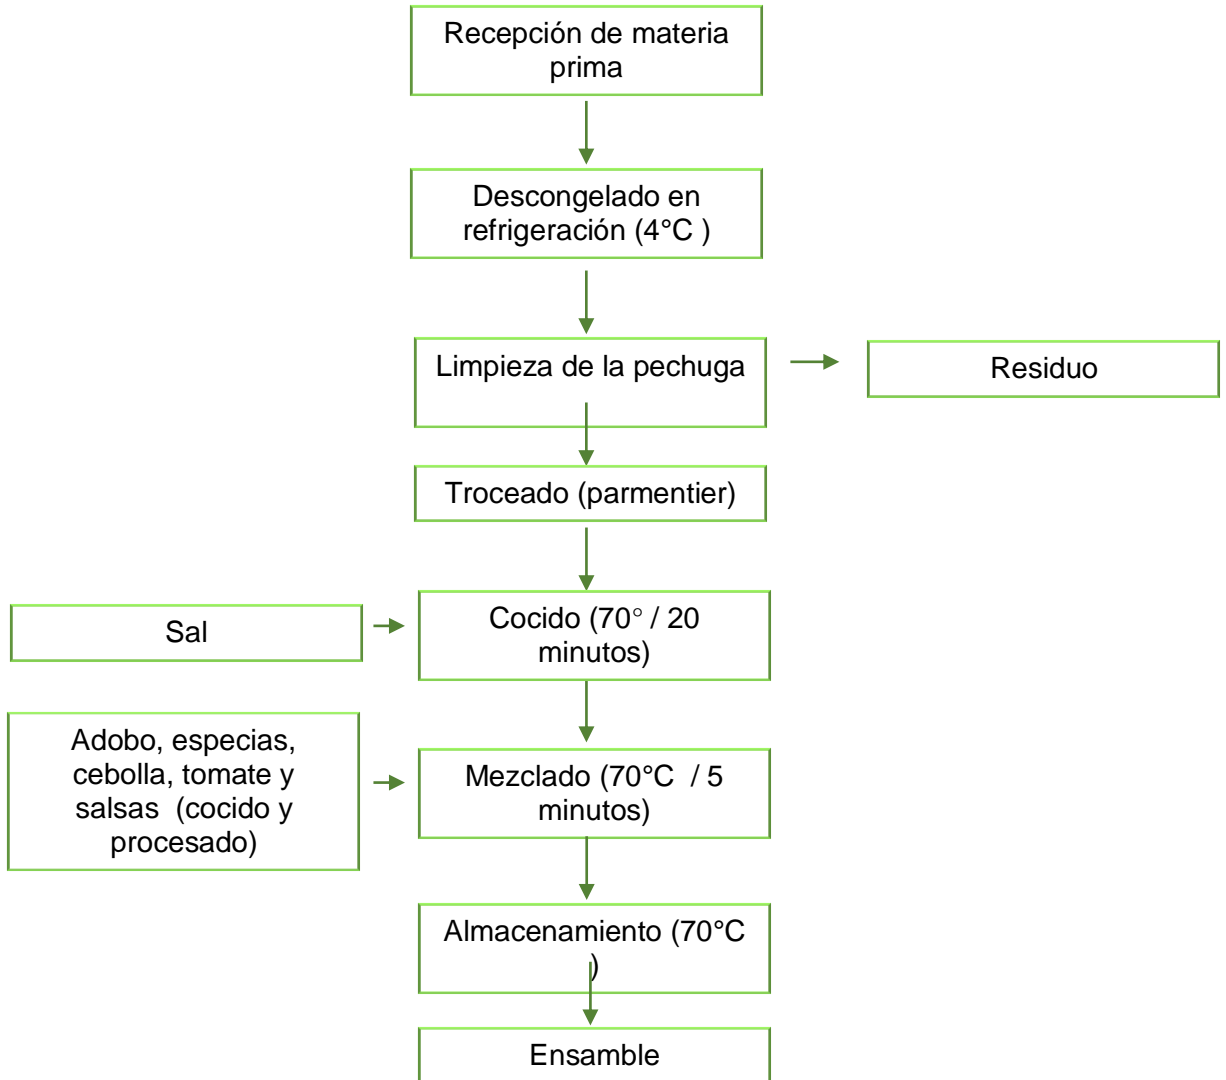 Recepción de materia
prima
Descongelado en
refrigeración (4°C )
Limpieza de la pechuga
Residuo
Troceado (parmentier)
Sal
Cocido (70° / 20
minutos)
Adobo, especias,
cebolla, tomate y
salsas  (cocido y
procesado)
Mezclado (70°C  / 5
minutos)
Almacenamiento (70°C
)
Ensamble